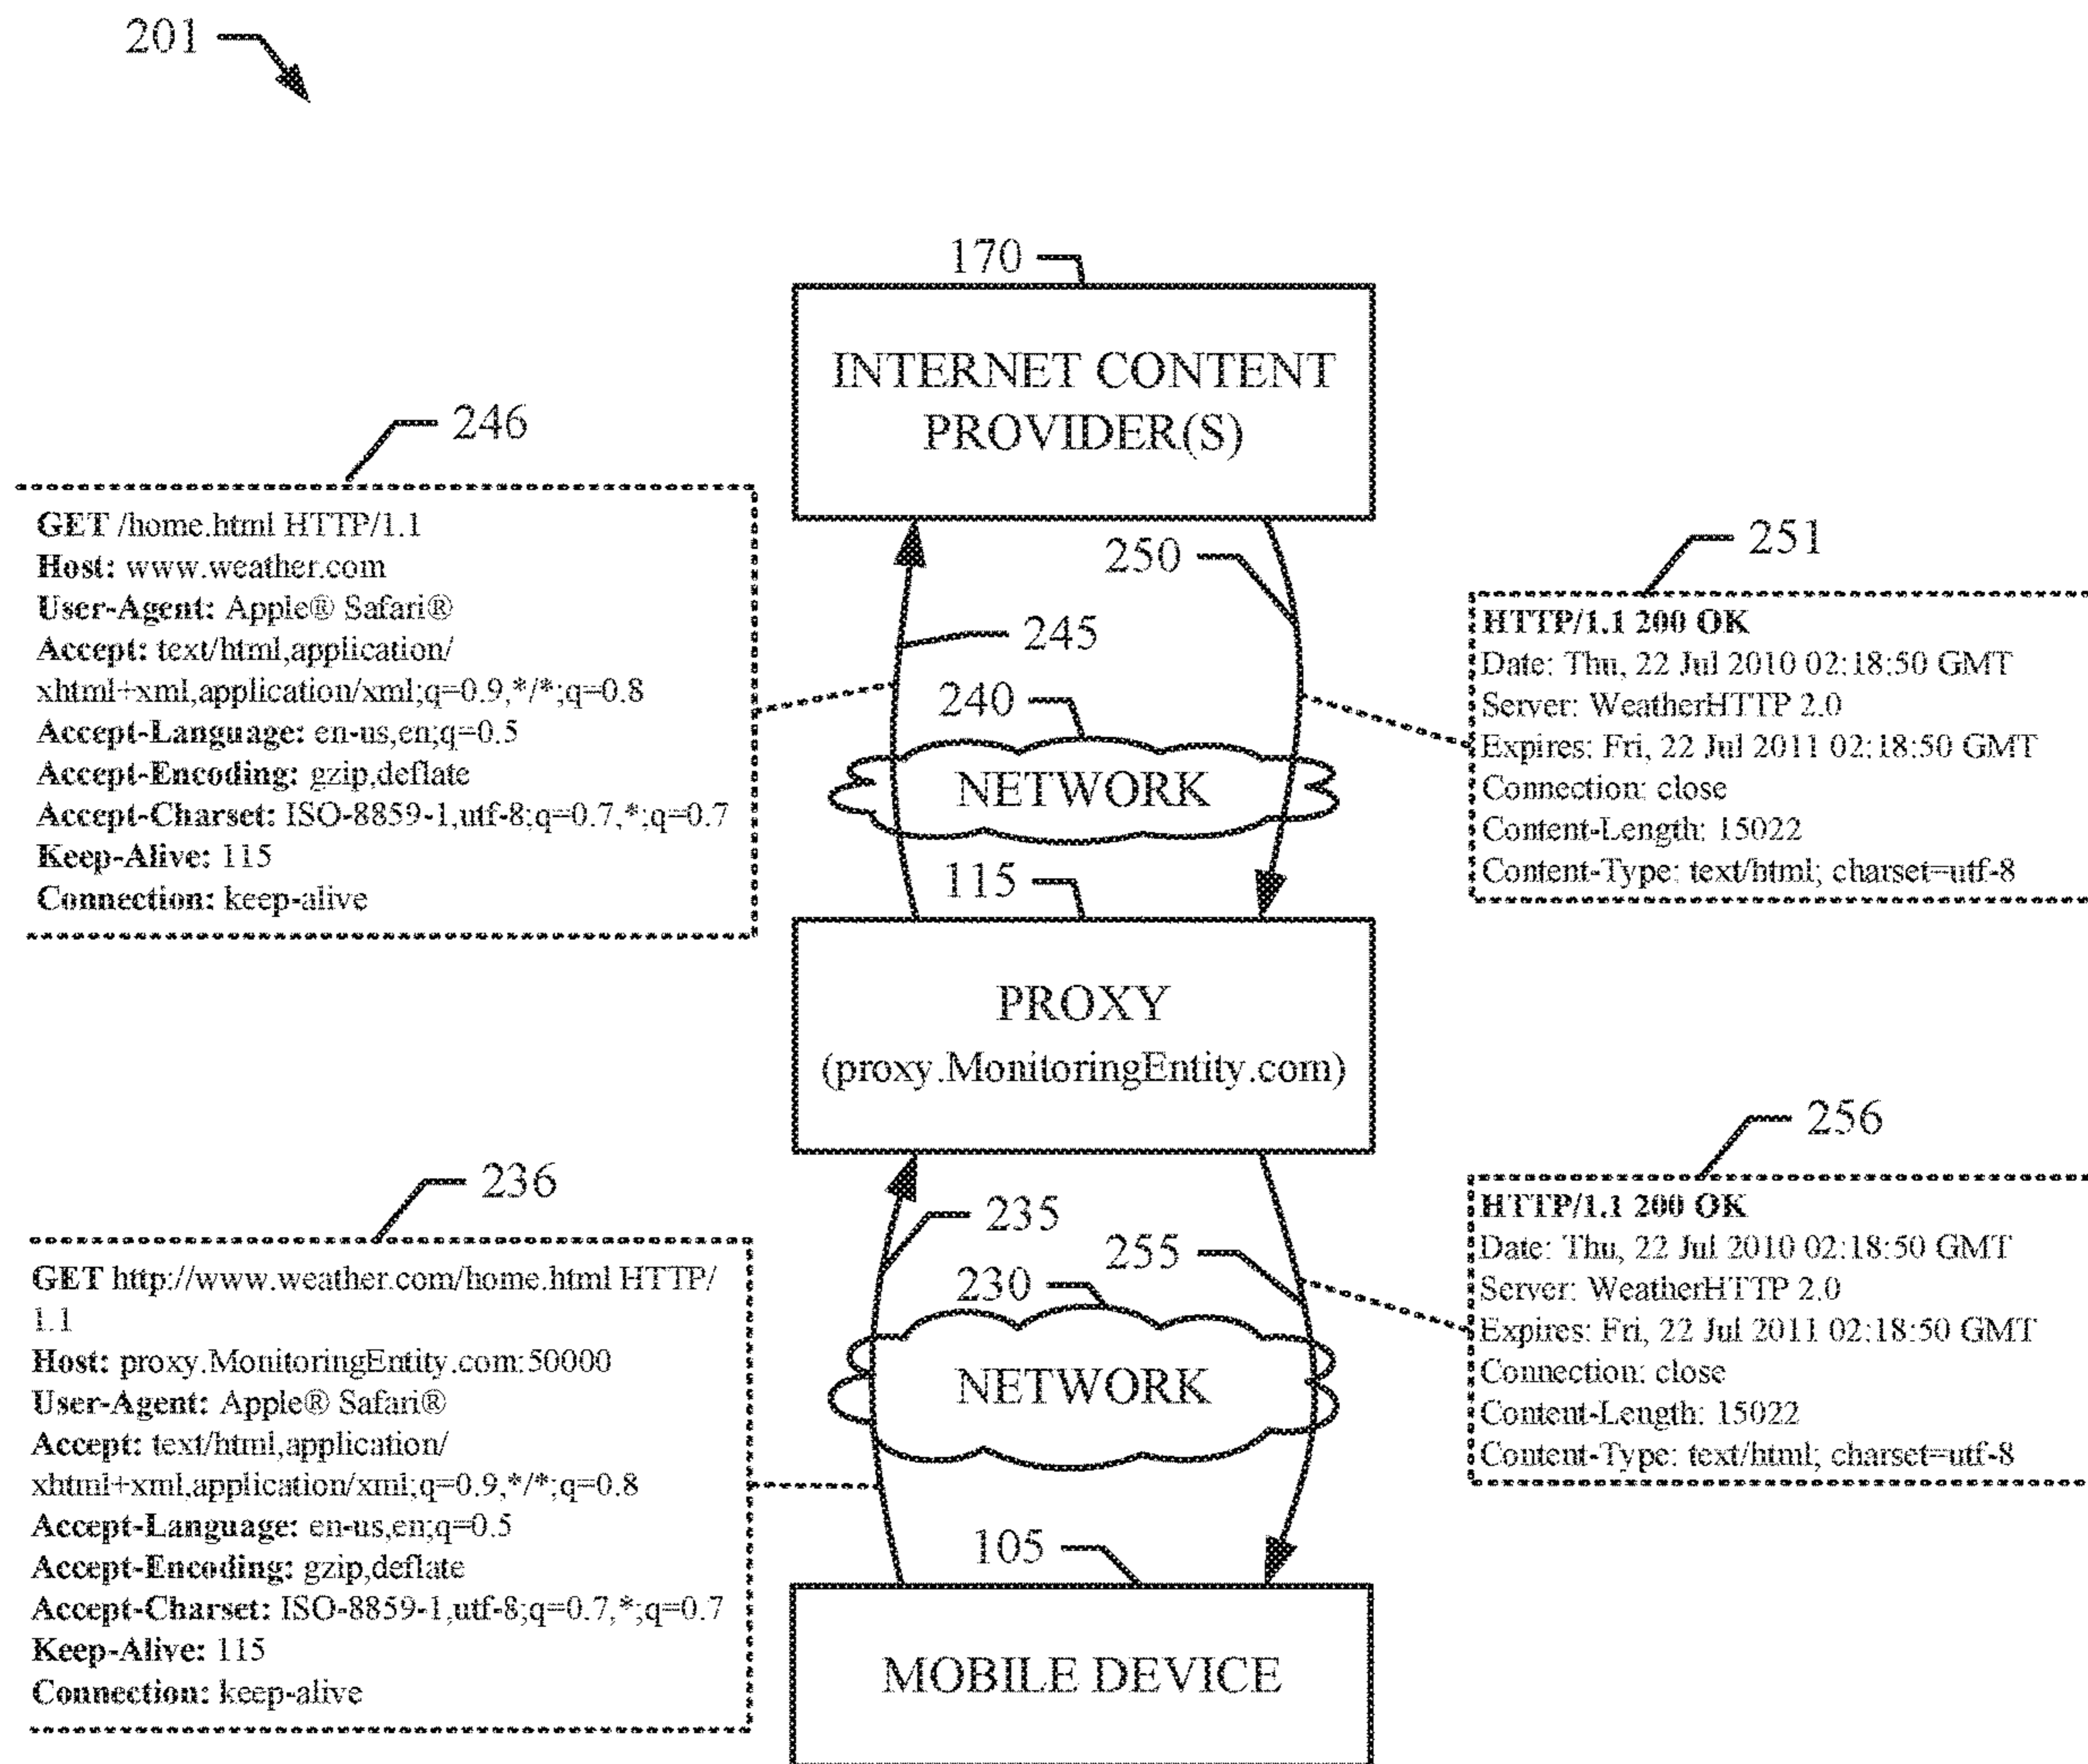 201
170
INTERNET CONTENT
PROVIDER(S)
246
GET /home.html HTTP/1.1
Host: www.weather.com
User-Agent: Apple® Safari®
Accept: text/html,application/
xhtml+xml,application/xml;q=0.9,*/*;q=0.8
Accept-Language: en-us,en;q=0.5
Accept-Encoding: gzip,deflate
Accept-Charset: ISO-8859-1,utf-8;q=0.7,*;q=0.7
Keep-Alive: 115
Connection: keep-alive
250
245
240
NETWORK
251
HTTP/1.1 200 OK
Date: Thu, 22 Jul 2010 02:18:50 GMT
Server: WeatherHTTP 2.0
Expires: Fri, 22 Jul 2011 02:18:50 GMT
Connection: close
Content-Length: 15022
Content-Type: text/html; charset=utf-8
115
PROXY
(proxy.MonitoringEntity.com)
236
GET http://www.weather.com/home.html HTTP/
1.1
Host: proxy.MonitoringEntity.com:50000
User-Agent: Apple® Safari®
Accept: text/html,application/
xhtml+xml,application/xml;q=0.9,*/*;q=0.8
Accept-Language: en-us,en;q=0.5
Accept-Encoding: gzip,deflate
Accept-Charset: ISO-8859-1,utf-8;q=0.7,*;q=0.7
Keep-Alive: 115
Connection: keep-alive
235
255
230
NETWORK
256
HTTP/1.1 200 OK
Date: Thu, 22 Jul 2010 02:18:50 GMT
Server: WeatherHTTP 2.0
Expires: Fri, 22 Jul 2011 02:18:50 GMT
Connection: close
Content-Length: 15022
Content-Type: text/html; charset=utf-8
105
MOBILE DEVICE